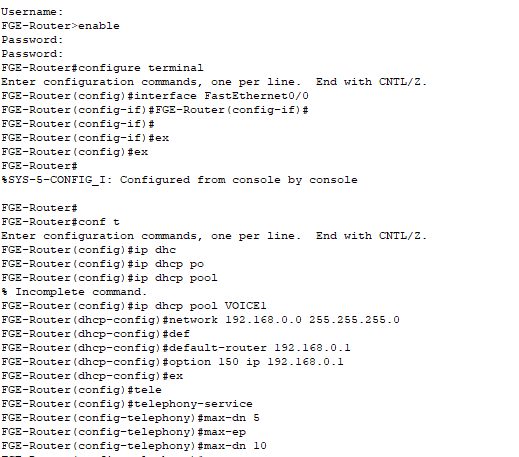 Username:
FGE-Router>enable
Password:
Password:
FGE-Router#configure terminal
Enter configuration commands, one per line.  End with CNTL/Z.
FGE-Router(config)#interface FastEthernet0/0
FGE-Router(config-if)#FGE-Router(config-if)#
FGE-Router(config-if)#
FGE-Router(config-if)#ex
FGE-Router(config)#ex
FGE-Router#
%SYS-5-CONFIG_I: Configured from console by console
FGE-Router#
FGE-Router#conf t
Enter configuration commands, one per line.  End with CNTL/Z.
FGE-Router(config)#ip dhc
FGE-Router(config)#ip dhcp po
FGE-Router(config)#ip dhcp pool
% Incomplete command.
FGE-Router(config)#ip dhcp pool VOICE1
FGE-Router(dhcp-config)#network 192.168.0.0 255.255.255.0
FGE-Router(dhcp-config)#def
FGE-Router(dhcp-config)#default-router 192.168.0.1
FGE-Router(dhcp-config)#option 150 ip 192.168.0.1
FGE-Router(dhcp-config)#ex
FGE-Router(config)#tele
FGE-Router(config)#telephony-service
FGE-Router(config-telephony)#max-dn 5
FGE-Router(config-telephony)#max-ep
FGE-Router(config-telephony)#max-dn 10